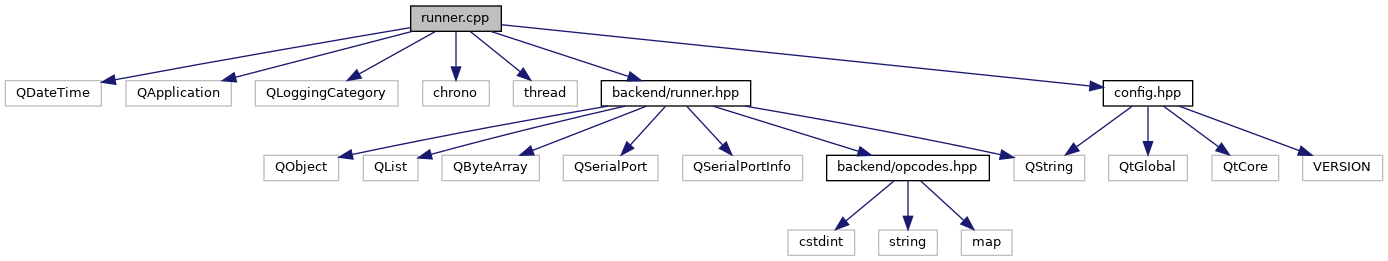 runner.cpp
QDateTime
QApplication
QLoggingCategory
chrono
thread
backend/runner.hpp
config.hpp
QObject
QList
QByteArray
QSerialPort
QSerialPortInfo
backend/opcodes.hpp
QString
QtGlobal
QtCore
VERSION
cstdint
string
map